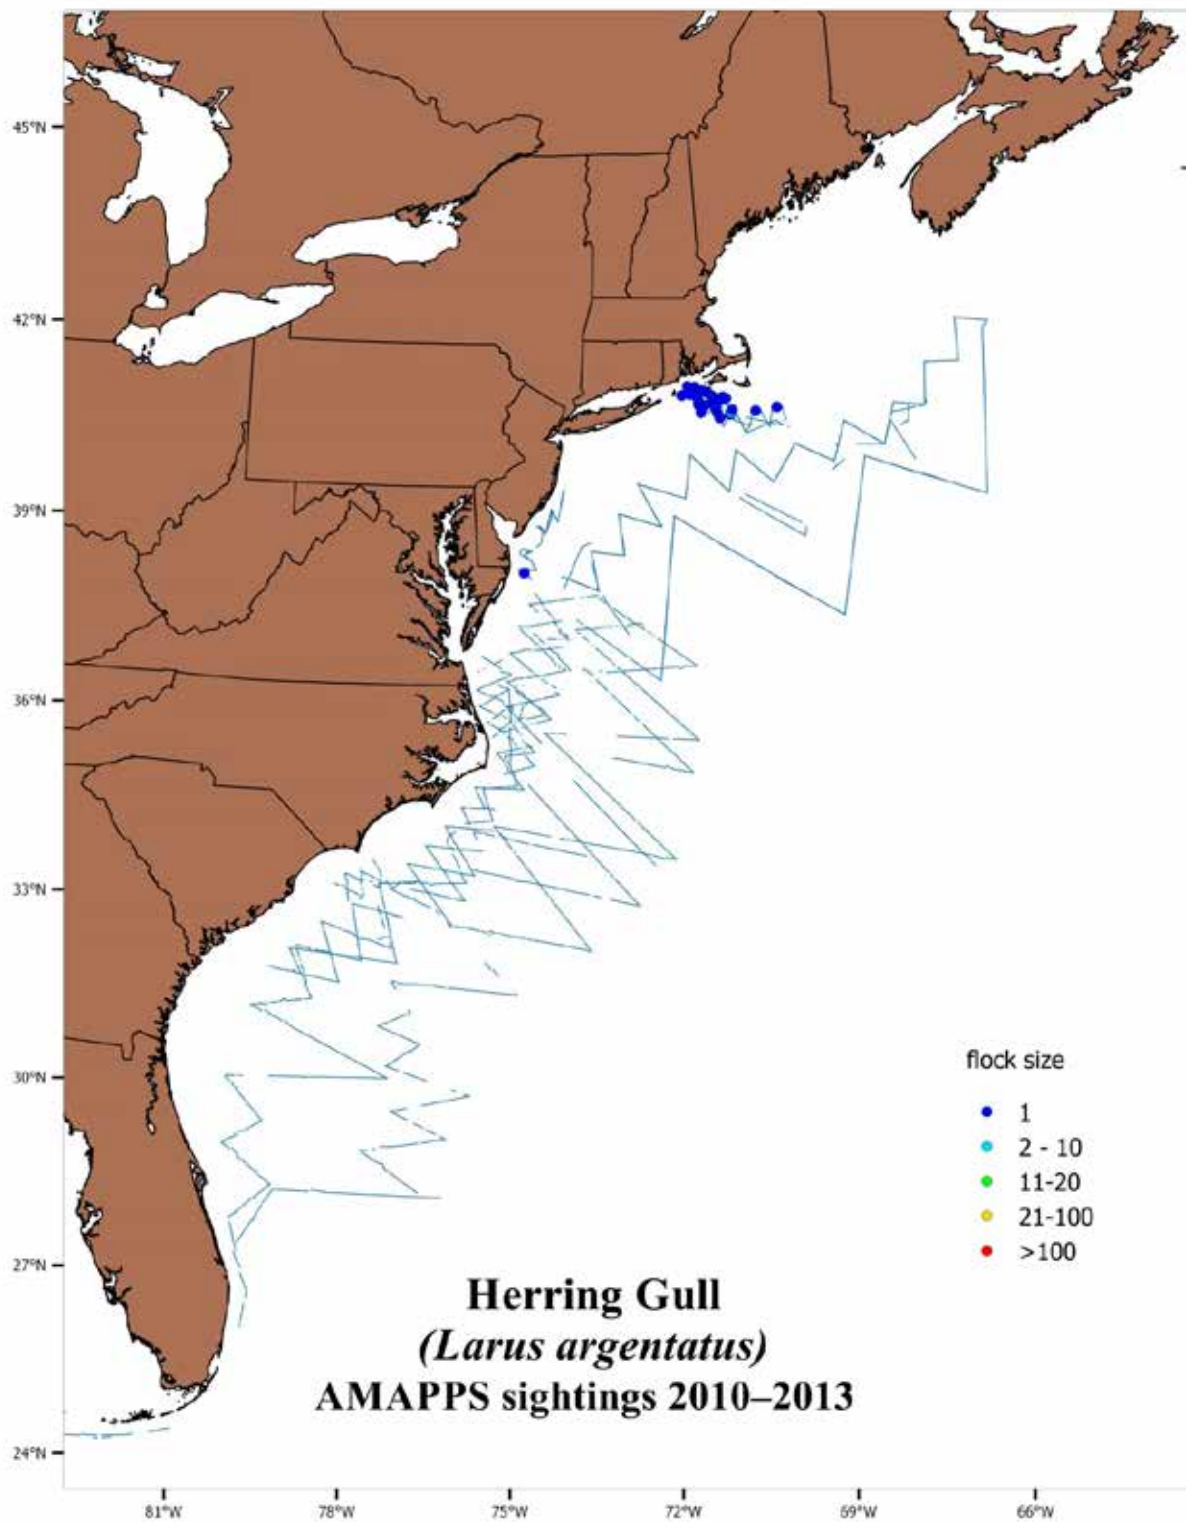 45°N
42°N
39°N
36°N
33°N
30°N
27°N
24°N
flock size
1
2 - 10
11-20
21-100
>100
Herring Gull
(Larus argentatus)
AMAPPS sightings 2010–2013
81°W
78°W
75°W
72°W
69°W
66°W